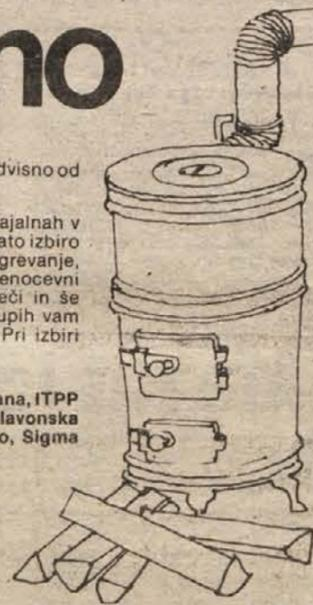 no
dvisno od
ajalnah v
ato izbiro
grevanje,
enocevni
eči in še
upih vam
Pri izbiri
ana, ITPP
lavonska
o, Sigma